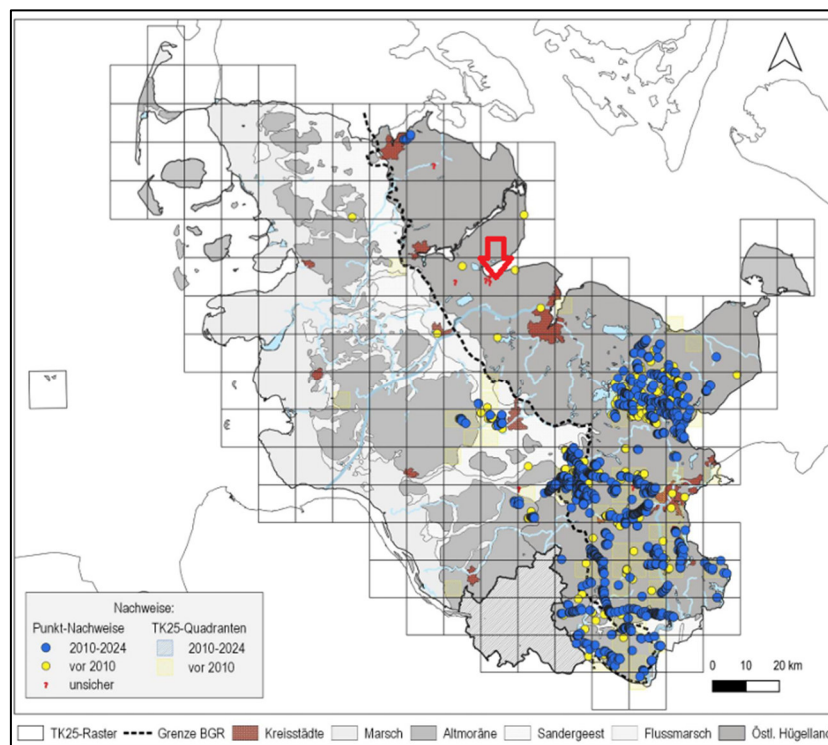 ?
?
??
?
Nachweise:
Punkt-Nachweise TK25-Quadranten
2010-2024 2010-2024
vor 2010 vor 2010
? unsicher
0 10 20 km
TK25-Raster Grenze BGR Kreisstädte Marsch Altmoräne Sandergeest Flussmarsch Östl. Hügelland